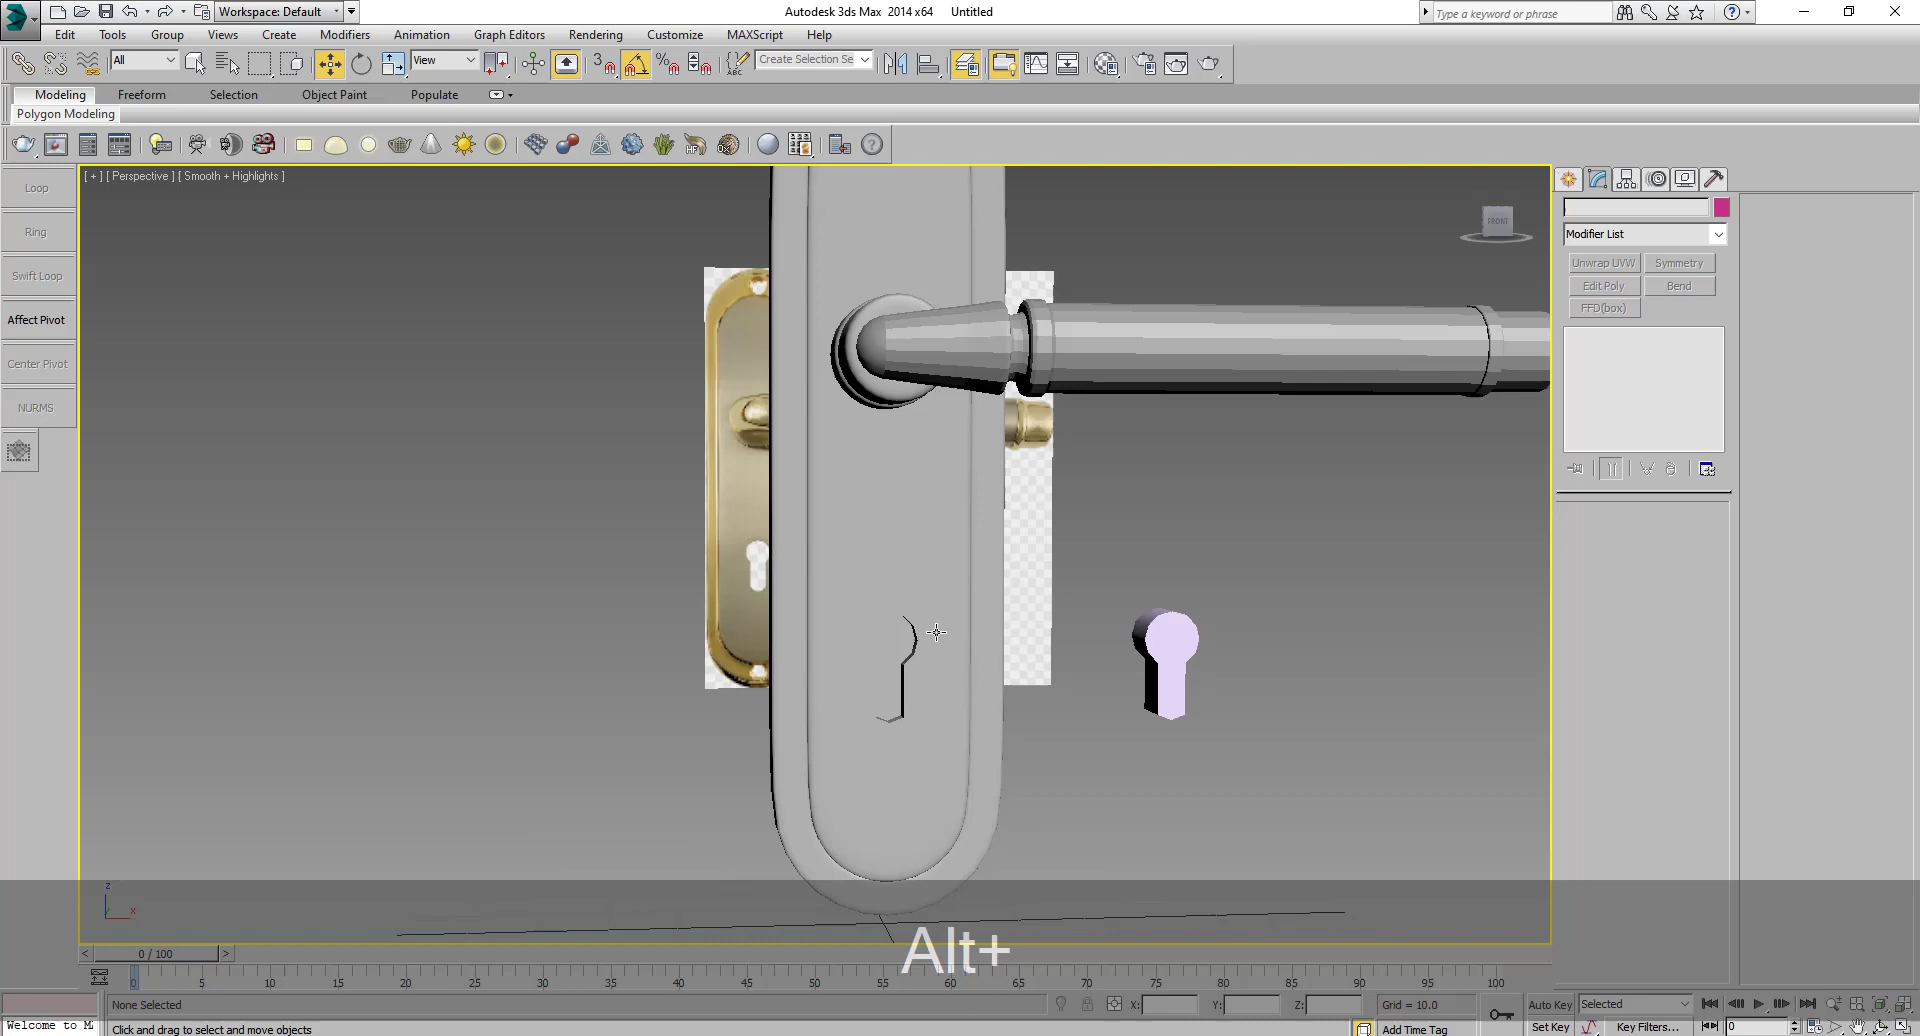 Workspace: Default
Autodesk 3ds Max 2014 x64 Untitled
Type a keyword or phrase
Edit Tools Group Views Create Modifiers Animation Graph Editors Rendering Customize MAXScript Help
All
View
3
ABC
Create Selection Se
Modeling Freeform Selection Object Paint Populate
Polygon Modeling
HF
Loop
Ring
Swift Loop
Affect Pivot
Center Pivot
NURMS
[ + ] [ Perspective ] [ Smooth + Highlights ]
FRONT
Modifier List
Unwrap UVW Symmetry
Edit Poly Bend
FFD(box)
z
x
Alt+
< 0 / 100 >
0 5 10 15 20 25 30 35 40 45 50 55 60 65 70 75 80 85 90 95 100
None Selected
X: Y: Z: Grid = 10.0
Auto Key Selected
Welcome to M
Click and drag to select and move objects
Add Time Tag
Set Key Key Filters... 0